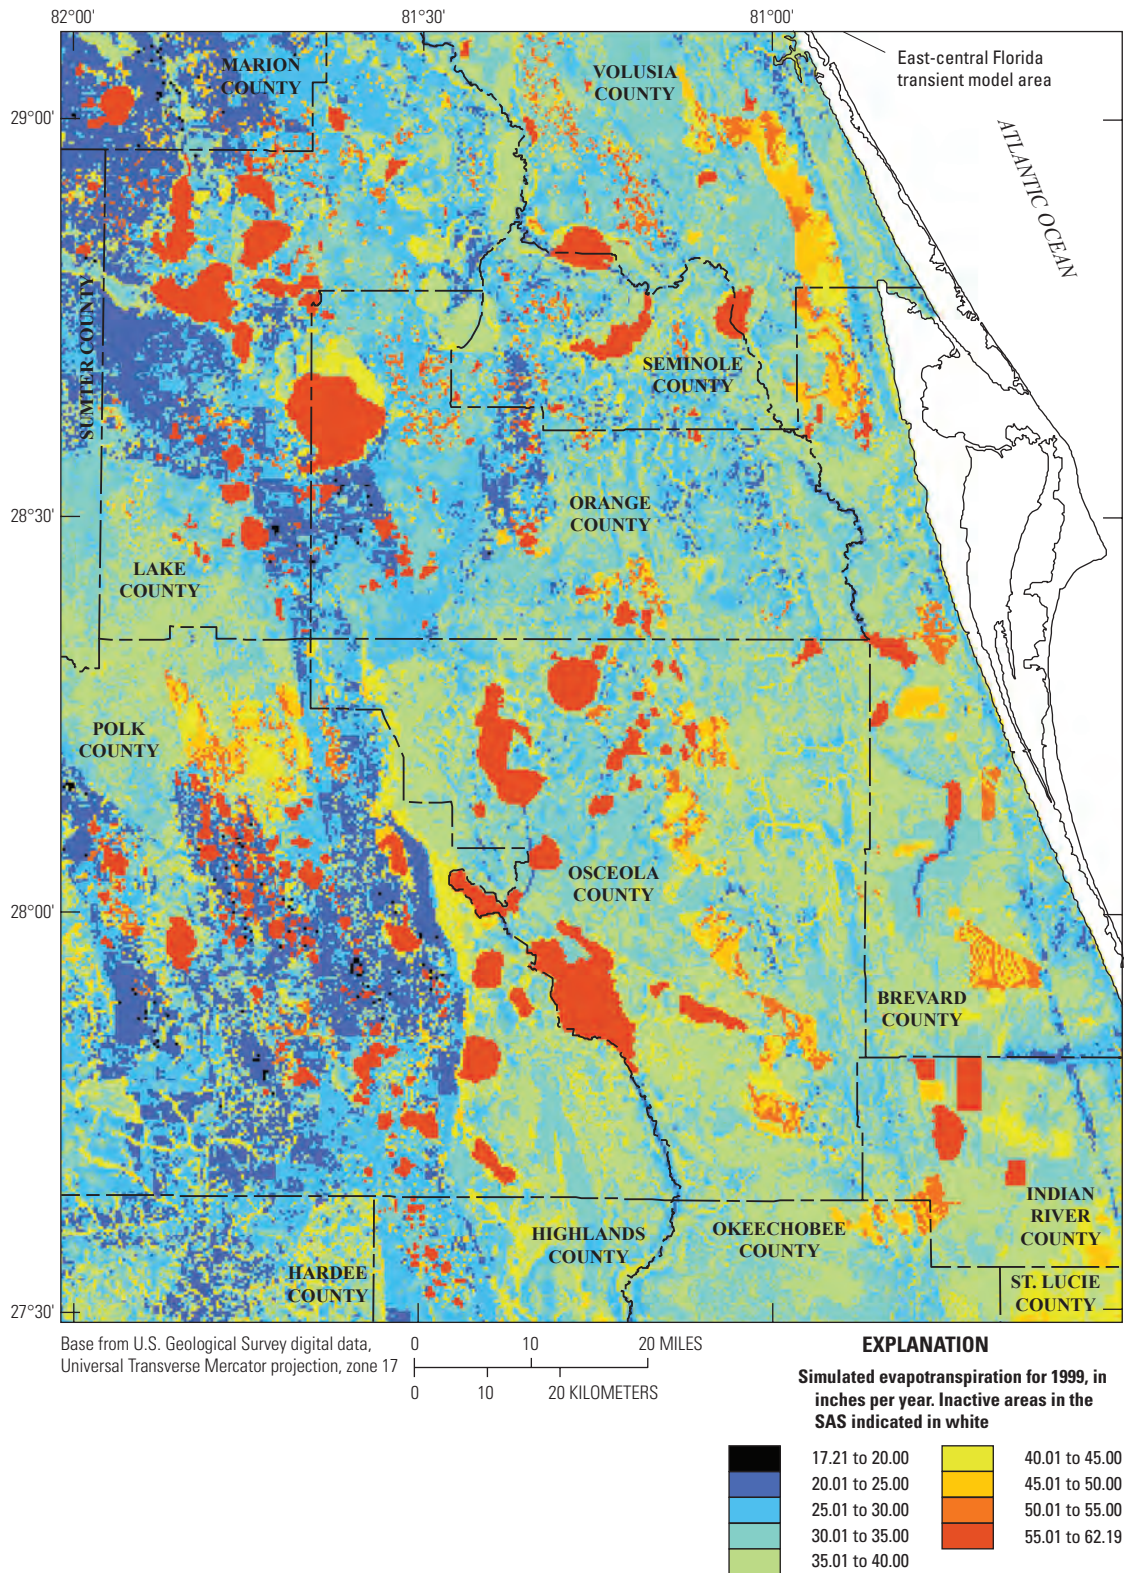 82°00'
81°30'
81°00'
East-central Florida
transient model area
MARION
COUNTY
VOLUSIA
COUNTY
29°00'
ATLANTIC OCEAN
SUMTER COUNTY
SEMINOLE
COUNTY
28°30'
ORANGE
COUNTY
LAKE
COUNTY
POLK
COUNTY
OSCEOLA
COUNTY
28°00'
BREVARD
COUNTY
INDIAN
RIVER
COUNTY
HIGHLANDS
COUNTY
OKEECHOBEE
COUNTY
HARDEE
COUNTY
ST. LUCIE
COUNTY
27°30'
Base from U.S. Geological Survey digital data,
Universal Transverse Mercator projection, zone 17
0 10 20 MILES
0 10 20 KILOMETERS
EXPLANATION
Simulated evapotranspiration for 1999, in
inches per year. Inactive areas in the
SAS indicated in white
17.21 to 20.00
20.01 to 25.00
25.01 to 30.00
30.01 to 35.00
35.01 to 40.00
40.01 to 45.00
45.01 to 50.00
50.01 to 55.00
55.01 to 62.19